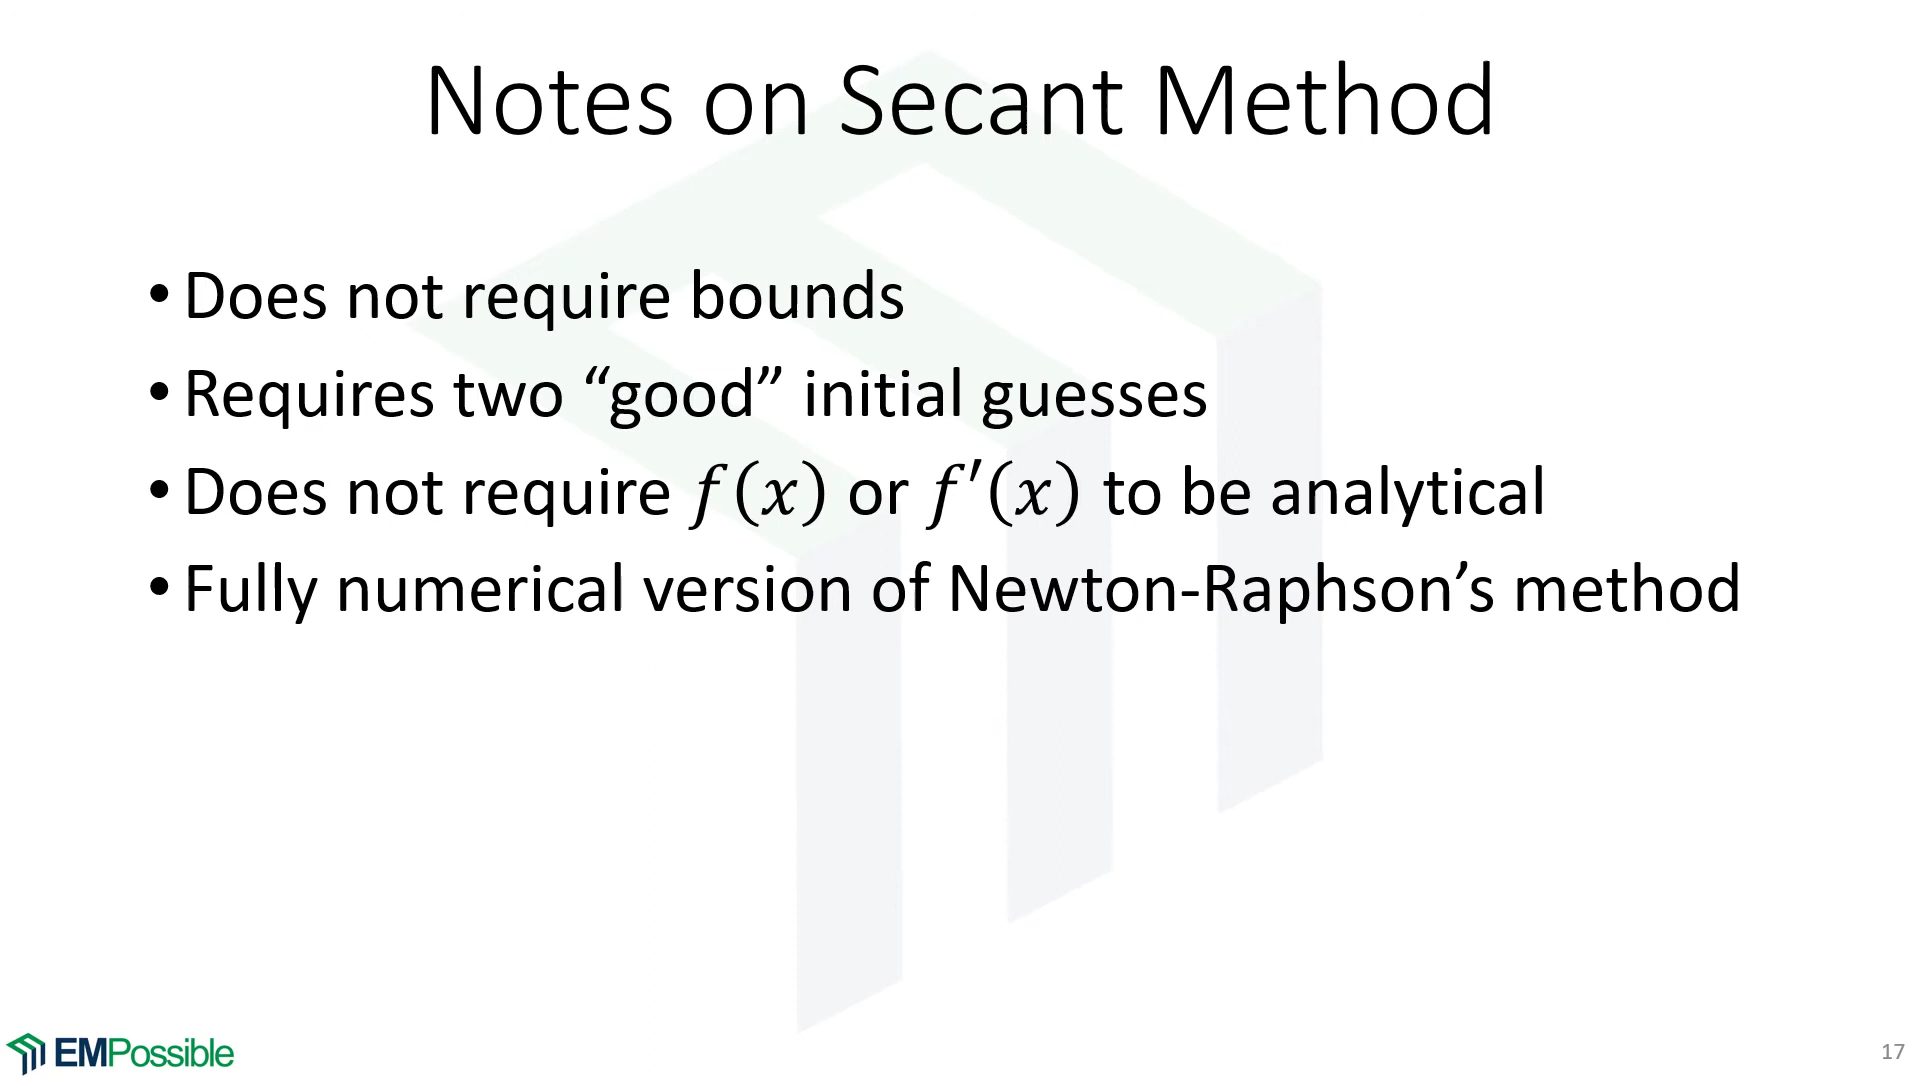 Notes on Secant Method
• Does not require bounds
• Requires two “good” initial guesses
• Does not require f(x) or f′(x) to be analytical
• Fully numerical version of Newton-Raphson’s method
EMPossible
17